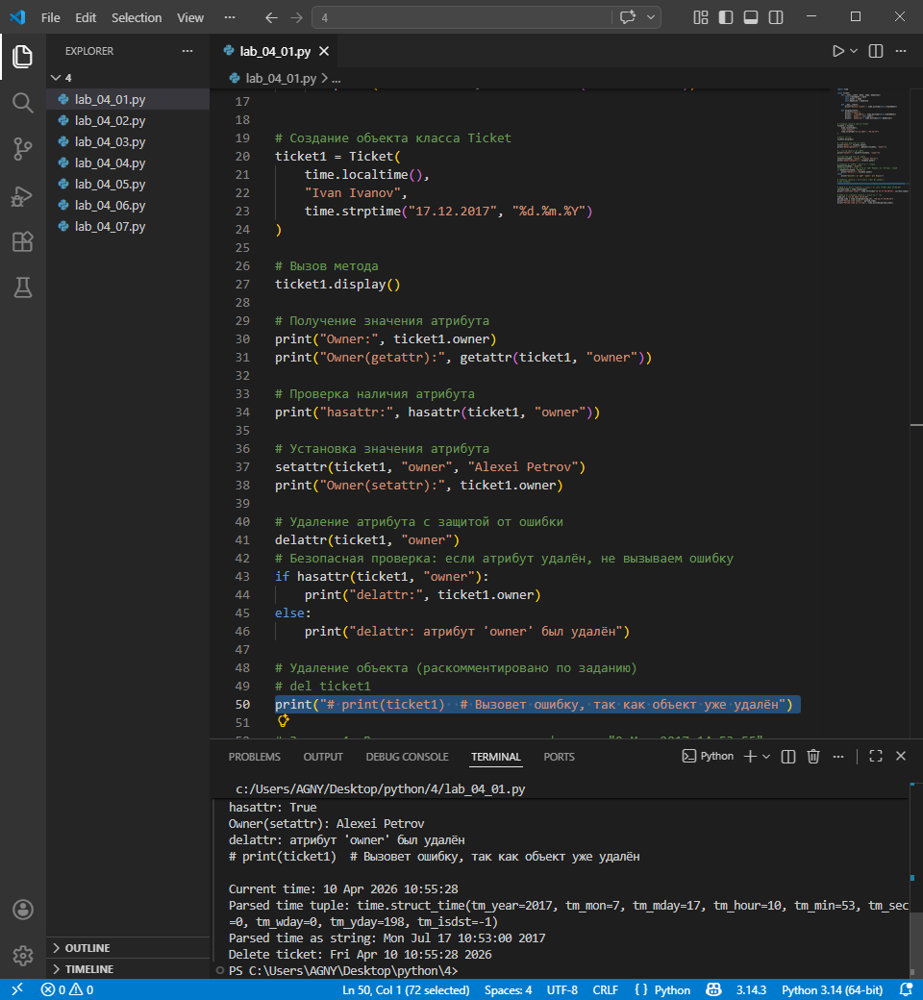 File Edit Selection View ··· 4
EXPLORER ···
4
lab_04_01.py
lab_04_02.py
lab_04_03.py
lab_04_04.py
lab_04_05.py
lab_04_06.py
lab_04_07.py
OUTLINE
TIMELINE
lab_04_01.py
lab_04_01.py > ...
17
18
19 # Создание объекта класса Ticket
20 ticket1 = Ticket(
21 time.localtime(),
22 "Ivan Ivanov",
23 time.strptime("17.12.2017", "%d.%m.%Y")
24 )
25
26 # Вызов метода
27 ticket1.display()
28
29 # Получение значения атрибута
30 print("Owner:", ticket1.owner)
31 print("Owner(getattr):", getattr(ticket1, "owner"))
32
33 # Проверка наличия атрибута
34 print("hasattr:", hasattr(ticket1, "owner"))
35
36 # Установка значения атрибута
37 setattr(ticket1, "owner", "Alexei Petrov")
38 print("Owner(setattr):", ticket1.owner)
39
40 # Удаление атрибута с защитой от ошибки
41 delattr(ticket1, "owner")
42 # Безопасная проверка: если атрибут удалён, не вызываем ошибку
43 if hasattr(ticket1, "owner"):
44 print("delattr:", ticket1.owner)
45 else:
46 print("delattr: атрибут 'owner' был удалён")
47
48 # Удаление объекта (раскомментировано по заданию)
49 # del ticket1
50 print("# print(ticket1)  # Вызовет ошибку, так как объект уже удалён")
51
PROBLEMS OUTPUT DEBUG CONSOLE TERMINAL PORTS Python
c:/Users/AGNY/Desktop/python/4/lab_04_01.py
hasattr: True
Owner(setattr): Alexei Petrov
delattr: атрибут 'owner' был удалён
# print(ticket1)  # Вызовет ошибку, так как объект уже удалён
Current time: 10 Apr 2026 10:55:28
Parsed time tuple: time.struct_time(tm_year=2017, tm_mon=7, tm_mday=17, tm_hour=10, tm_min=53, tm_sec
=0, tm_wday=0, tm_yday=198, tm_isdst=-1)
Parsed time as string: Mon Jul 17 10:53:00 2017
Delete ticket: Fri Apr 10 10:55:28 2026
PS C:\Users\AGNY\Desktop\python\4>
0 0 Ln 50, Col 1 (72 selected) Spaces: 4 UTF-8 CRLF { } Python 3.14.3 Python 3.14 (64-bit)